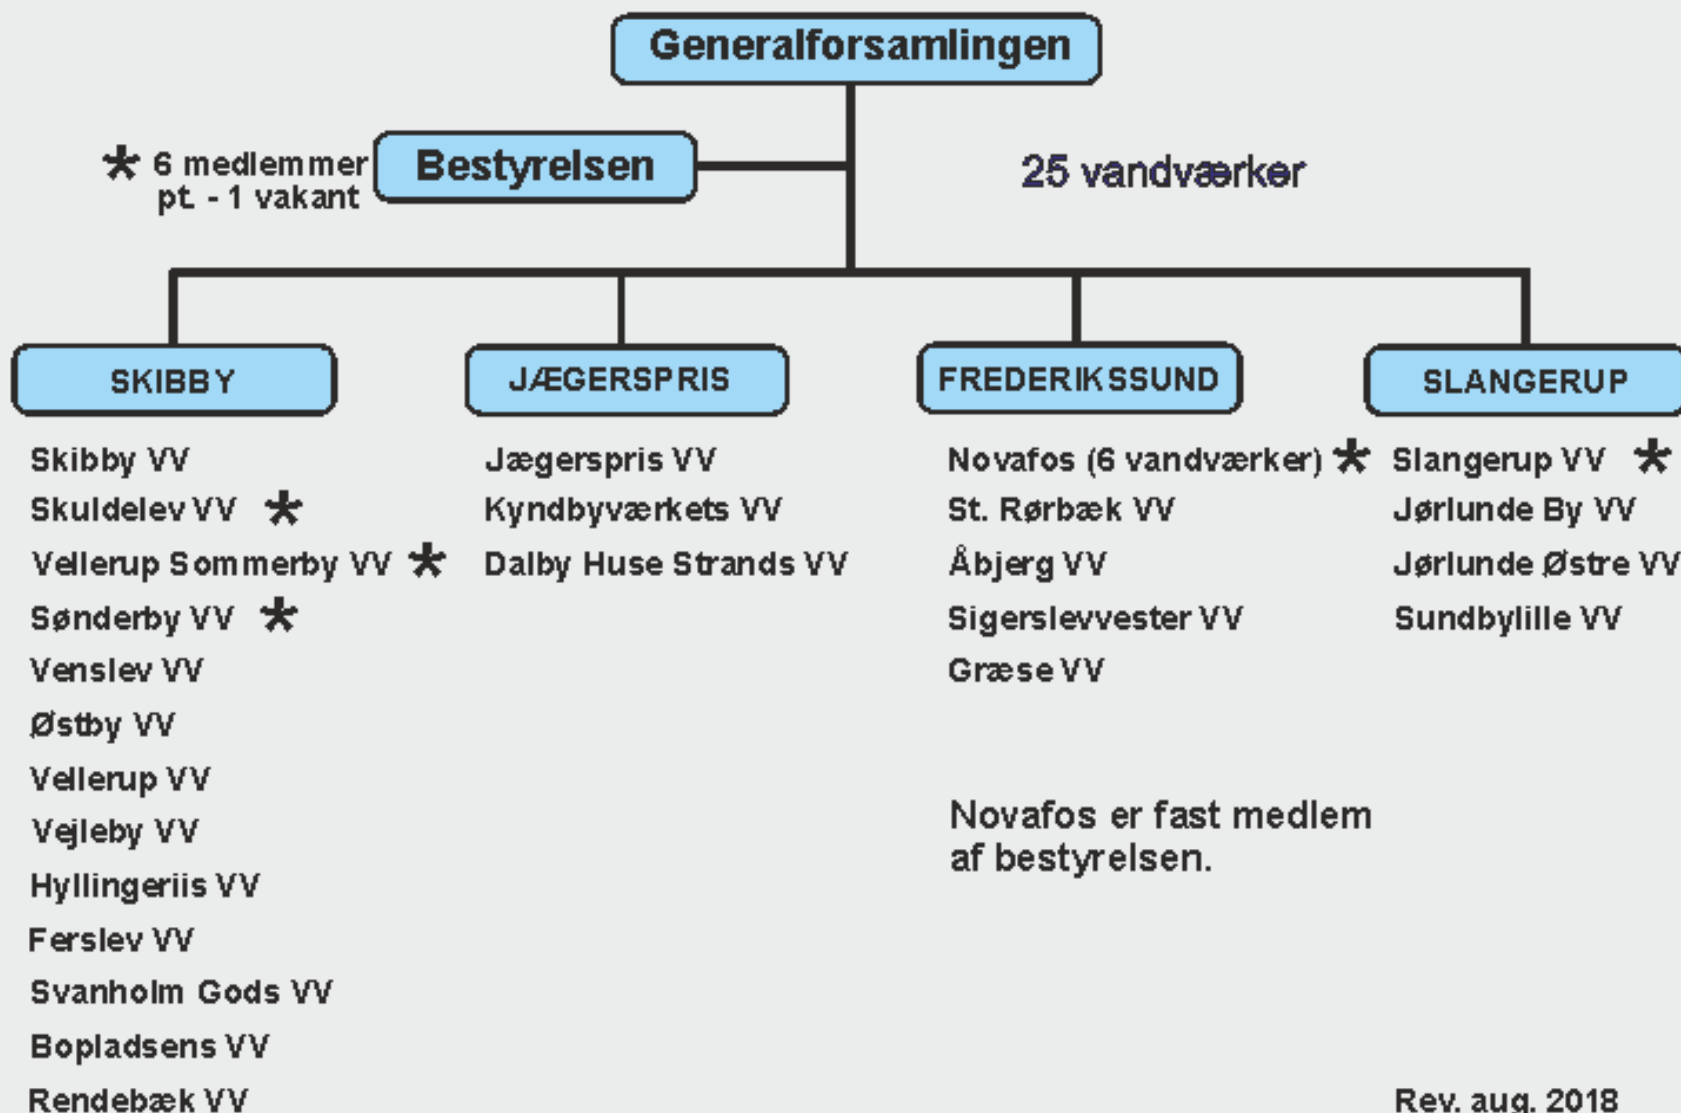 Generalforsamlingen
* 6 medlemmer
pt. - 1 vakant
Bestyrelsen
25 vandværker
SKIBBY
Skibby VV
Skuldelev VV *
Vellerup Sommerby VV *
Sønderby VV *
Venslev VV
Østby VV
Vellerup VV
Vejleby VV
Hyllingeriis VV
Ferslev VV
Svanholm Gods VV
Bopladsens VV
Rendebæk VV
JÆGERSPRIS
Jægerspris VV
Kyndbyværkets VV
Dalby Huse Strands VV
FREDERIKSSUND
Novafos (6 vandværker) *
St. Rørbæk VV
Åbjerg VV
Sigerslevvester VV
Græse VV
Novafos er fast medlem
af bestyrelsen.
SLANGERUP
Slangerup VV *
Jørlunde By VV
Jørlunde Østre VV
Sundbylille VV
Rev. aug. 2018